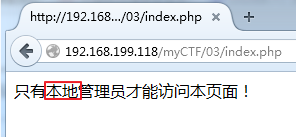 http://192.168..../03/index.php
192.168.199.118/myCTF/03/index.php
只有本地管理员才能访问本页面！